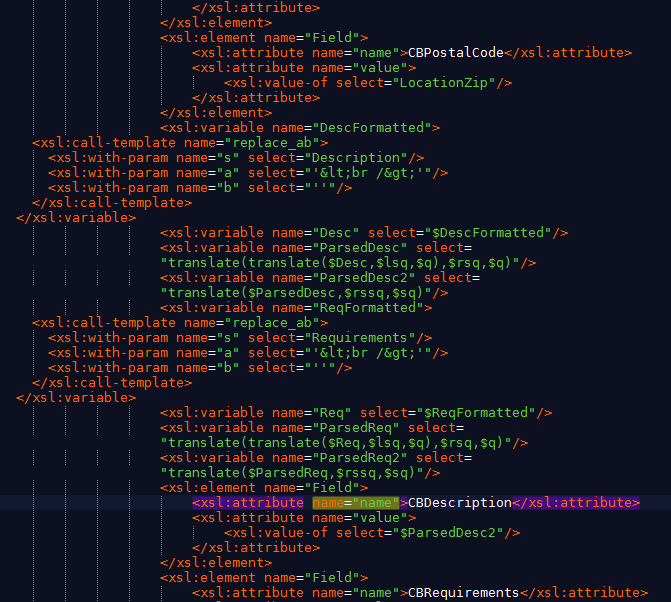 </xsl:attribute>
</xsl:element>
<xsl:element name="Field">
<xsl:attribute name="name">CBPostalCode</xsl:attribute>
<xsl:attribute name="value">
<xsl:value-of select="LocationZip"/>
</xsl:attribute>
</xsl:element>
<xsl:variable name="DescFormatted">
<xsl:call-template name="replace_ab">
<xsl:with-param name="s" select="Description"/>
<xsl:with-param name="a" select="'&lt;br /&gt;'"/>
<xsl:with-param name="b" select="''"/>
</xsl:call-template>
</xsl:variable>
<xsl:variable name="Desc" select="$DescFormatted"/>
<xsl:variable name="ParsedDesc" select=
"translate(translate($Desc,$lsq,$q),$rsq,$q)"/>
<xsl:variable name="ParsedDesc2" select=
"translate($ParsedDesc,$rssq,$sq)"/>
<xsl:variable name="ReqFormatted">
<xsl:call-template name="replace_ab">
<xsl:with-param name="s" select="Requirements"/>
<xsl:with-param name="a" select="'&lt;br /&gt;'"/>
<xsl:with-param name="b" select="''"/>
</xsl:call-template>
</xsl:variable>
<xsl:variable name="Req" select="$ReqFormatted"/>
<xsl:variable name="ParsedReq" select=
"translate(translate($Req,$lsq,$q),$rsq,$q)"/>
<xsl:variable name="ParsedReq2" select=
"translate($ParsedReq,$rssq,$sq)"/>
<xsl:element name="Field">
<xsl:attribute name="name">CBDescription</xsl:attribute>
<xsl:attribute name="value">
<xsl:value-of select="$ParsedDesc2"/>
</xsl:attribute>
</xsl:element>
<xsl:element name="Field">
<xsl:attribute name="name">CBRequirements</xsl:attribute>